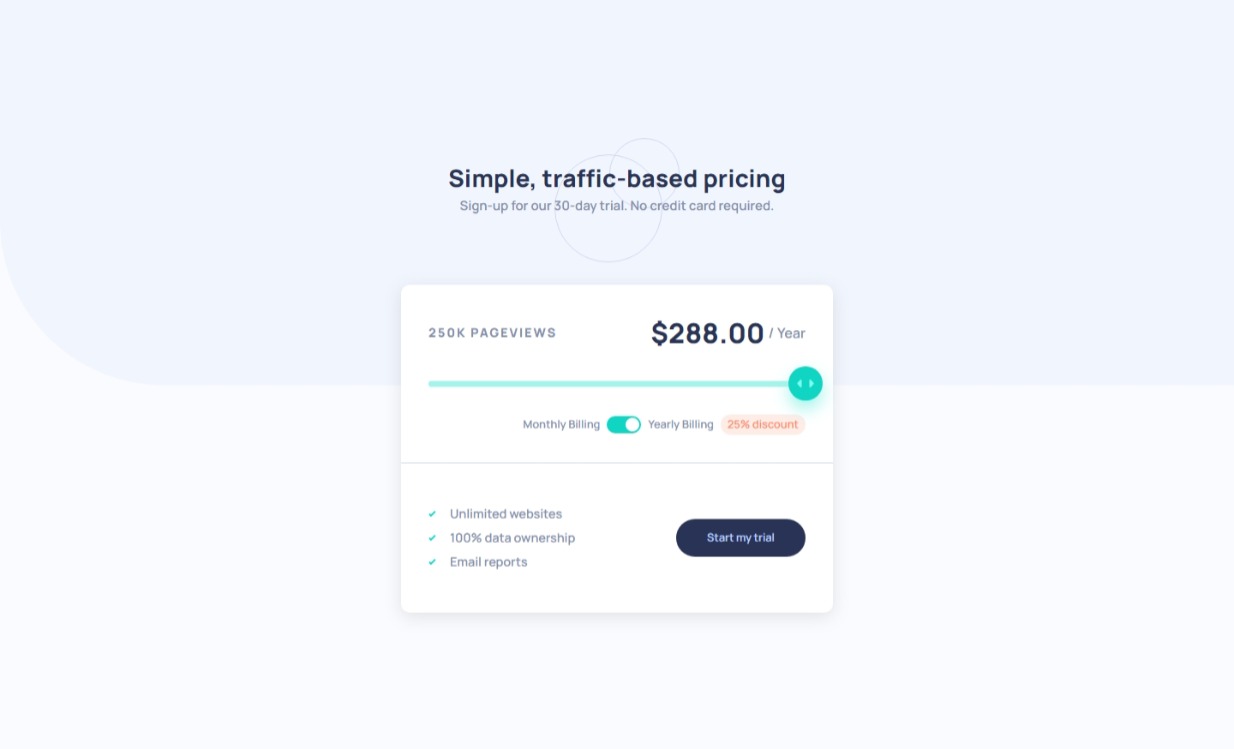 Simple, traffic-based pricing
Sign-up for our 30-day trial. No credit card required.
250K PAGEVIEWS
$288.00 / Year
Monthly Billing
Yearly Billing
25% discount
Unlimited websites
100% data ownership
Email reports
Start my trial